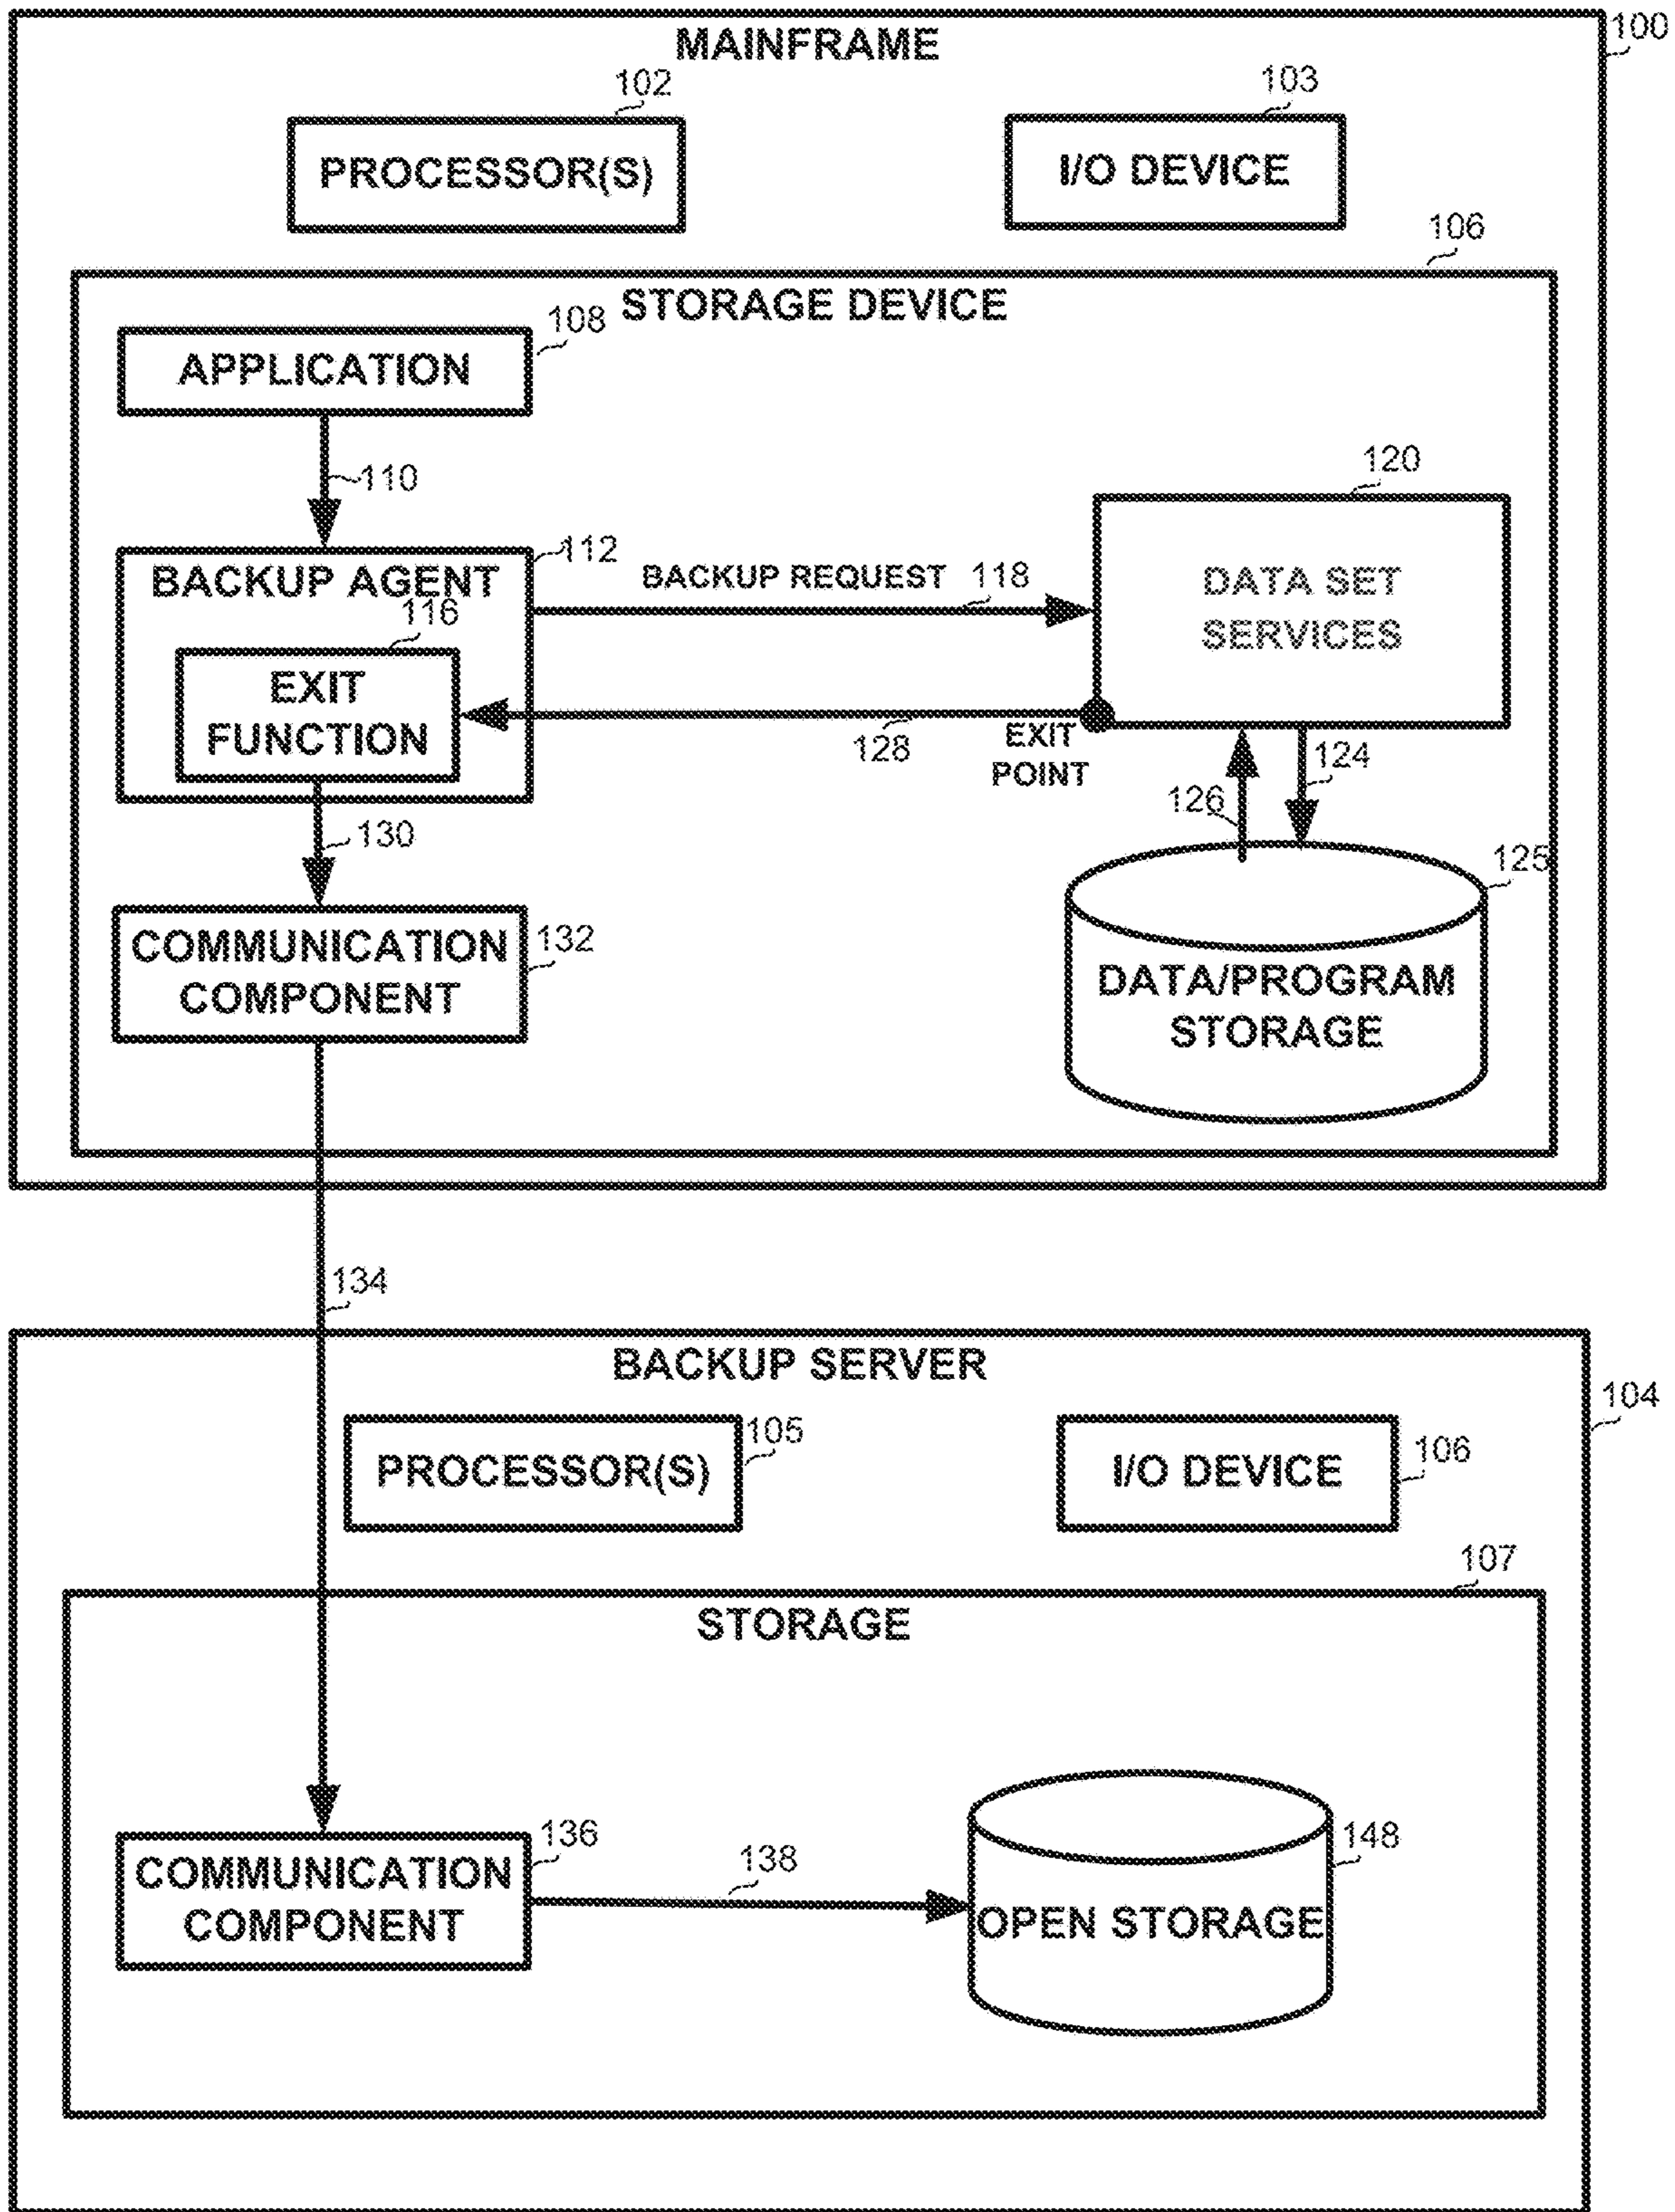 MAINFRAME
100
102
103
PROCESSOR(S)
I/O DEVICE
106
STORAGE DEVICE
108
APPLICATION
110
120
112
BACKUP AGENT
BACKUP REQUEST
118
DATA SET
SERVICES
116
EXIT
FUNCTION
128
EXIT
POINT
124
126
130
125
COMMUNICATION
COMPONENT
132
DATA/PROGRAM
STORAGE
134
BACKUP SERVER
104
105
PROCESSOR(S)
I/O DEVICE
106
107
STORAGE
136
COMMUNICATION
COMPONENT
138
148
OPEN STORAGE